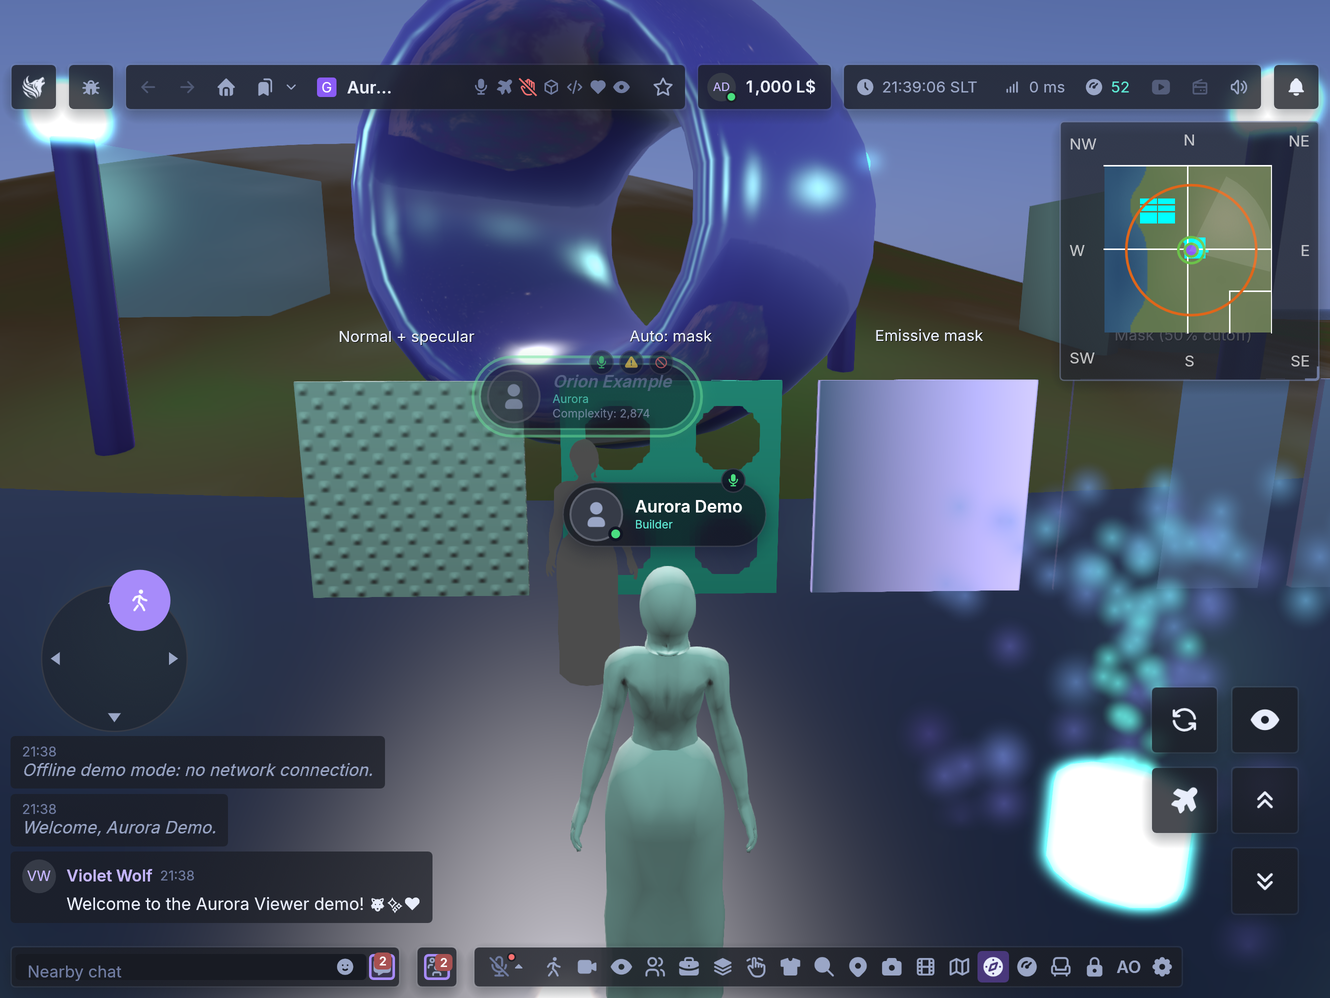 G Aur...
AD 1,000 L$
21:39:06 SLT 0 ms 52
NW N NE
W E
SW S SE
Mask (50% cutoff)
Normal + specular
Auto: mask
Emissive mask
Orion Example
Aurora
Complexity: 2,874
Aurora Demo
Builder
21:38
Offline demo mode: no network connection.
21:38
Welcome, Aurora Demo.
VW Violet Wolf 21:38
Welcome to the Aurora Viewer demo!
Nearby chat
2
2
AO